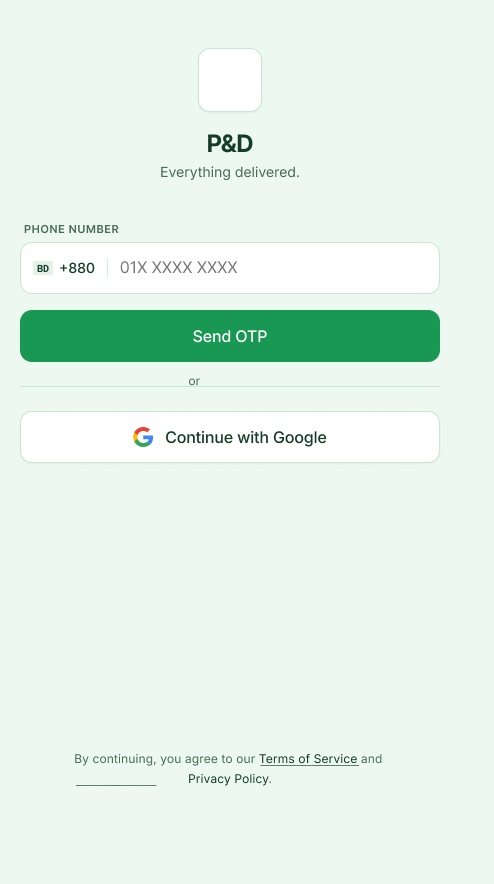 P&D
Everything delivered.
PHONE NUMBER
BD +880 01X XXXX XXXX
Send OTP
or
Continue with Google
By continuing, you agree to our Terms of Service and
Privacy Policy.